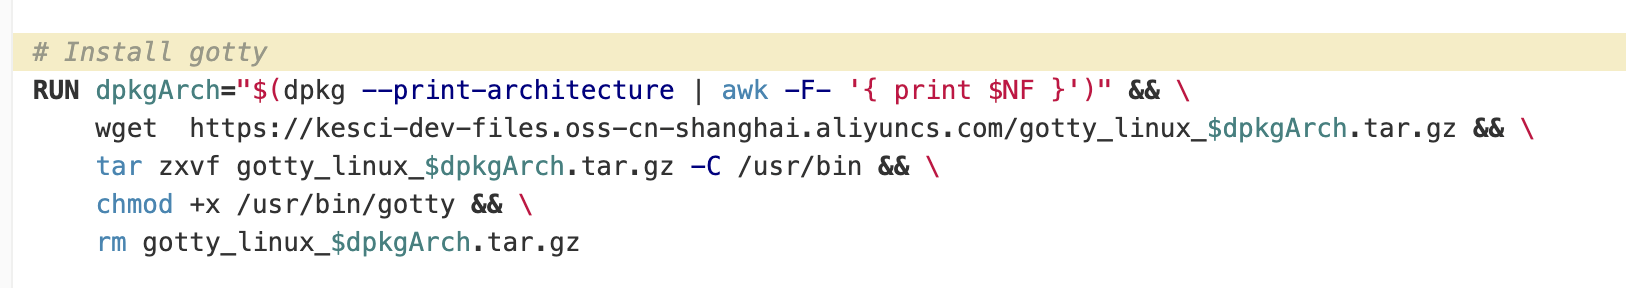 # Install gotty
RUN dpkgArch="$(dpkg --print-architecture | awk -F- '{ print $NF }')" && \
    wget  https://kesci-dev-files.oss-cn-shanghai.aliyuncs.com/gotty_linux_$dpkgArch.tar.gz && \
    tar zxvf gotty_linux_$dpkgArch.tar.gz -C /usr/bin && \
    chmod +x /usr/bin/gotty && \
    rm gotty_linux_$dpkgArch.tar.gz